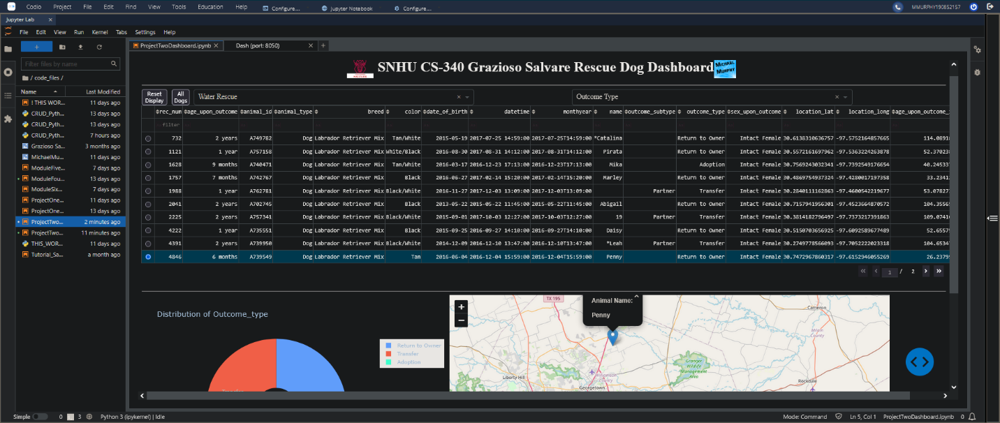 Codio Project File Edit Find View Tools Education Help Configure.... Jupyter Notebook Configure.... MMURPHY190852157
Jupyter Lab
File Edit View Run Kernel Tabs Settings Help
ProjectTwoDashboard.ipynb Dash (port: 8050)
Filter files by name
/ code_files /
Name Last Modified
! THIS WOR... 11 days ago
CRUD_Pyth... 13 days ago
CRUD_Pyth... 13 days ago
CRUD_Pyth... 7 hours ago
Grazioso Sa... 3 months ago
MichaelMu... 11 days ago
ModuleFive... 7 days ago
ModuleFou... 13 days ago
ModuleSix... 7 days ago
ProjectOne... 11 days ago
ProjectOne... 13 days ago
ProjectTwo... 2 minutes ago
ProjectTwo... 11 minutes ago
THIS_WOR... 11 days ago
Tutorial_Sa... a month ago
SNHU CS-340 Grazioso Salvare Rescue Dog Dashboard
MICHAEL
MURPHY
Reset
Display
All
Dogs
Water Rescue
Outcome Type
rec_num age_upon_outcome animal_id animal_type breed color date_of_birth datetime monthyear name outcome_subtype outcome_type sex_upon_outcome location_lat location_long
filter
732 2 years A749782 Dog Labrador Retriever Mix Tan/White 2015-05-19 2017-07-25 14:59:00 2017-07-25T14:59:00 *Catalina Return to Owner Intact Female 30.6138310636757 -97.5752164657665 114.08918
1121 1 year A757158 Dog Labrador Retriever Mix White/Black 2016-08-30 2017-08-31 14:12:00 2017-08-31T14:12:00 Pirata Return to Owner Intact Female 30.5572161697962 -97.5363224263878 52.37023
1628 9 months A740471 Dog Labrador Retriever Mix Tan/White 2016-03-17 2016-12-23 17:13:00 2016-12-23T17:13:00 Mika Adoption Intact Female 30.7569243032341 -97.7392549176654 40.24533
1757 7 months A742767 Dog Labrador Retriever Mix Black 2016-06-27 2017-02-14 15:20:00 2017-02-14T15:20:00 Marley Return to Owner Intact Female 30.4869754937324 -97.4280017197358 33.2341
1988 1 year A762781 Dog Labrador Retriever Mix Black/White 2016-11-27 2017-12-03 13:09:00 2017-12-03T13:09:00 Partner Transfer Intact Female 30.2840111162863 -97.4600542219677 53.07827
2041 2 years A702745 Dog Labrador Retriever Mix Black 2013-05-22 2015-05-22 11:45:00 2015-05-22T11:45:00 Abigail Return to Owner Intact Female 30.7157941956301 -97.4523664870572 104.3556
2225 2 years A757341 Dog Labrador Retriever Mix Black/White 2015-09-01 2017-10-03 12:27:00 2017-10-03T12:27:00 19 Partner Transfer Intact Female 30.3814182796497 -97.7373217391863 109.07410
4222 1 year A735551 Dog Labrador Retriever Mix Black 2015-09-25 2016-09-27 14:10:00 2016-09-27T14:10:00 Daisy Return to Owner Intact Female 30.5150703656925 -97.6092589677489 52.6557
4391 2 years A739950 Dog Labrador Retriever Mix Black/White 2014-12-09 2016-12-10 13:47:00 2016-12-10T13:47:00 *Leah Partner Transfer Intact Female 30.2749778566093 -97.7052222023318 104.6534
4846 6 months A739549 Dog Labrador Retriever Mix Tan 2016-06-04 2016-12-04 15:59:00 2016-12-04T15:59:00 Penny Return to Owner Intact Female 30.7472967860317 -97.6152946055269 26.2379
1 / 2
Distribution of Outcome_type
Return to Owner
Transfer
Adoption
TX 195
Animal Name:
Penny
Cameron
Milam
County
Granger
Wildlife
Management
Area
Liberty Hill
Williamson
County
Georgetown
Rockdale
Simple 0 3 Python 3 (ipykernel) | Idle Mode: Command Ln 5, Col 1 ProjectTwoDashboard.ipynb 0